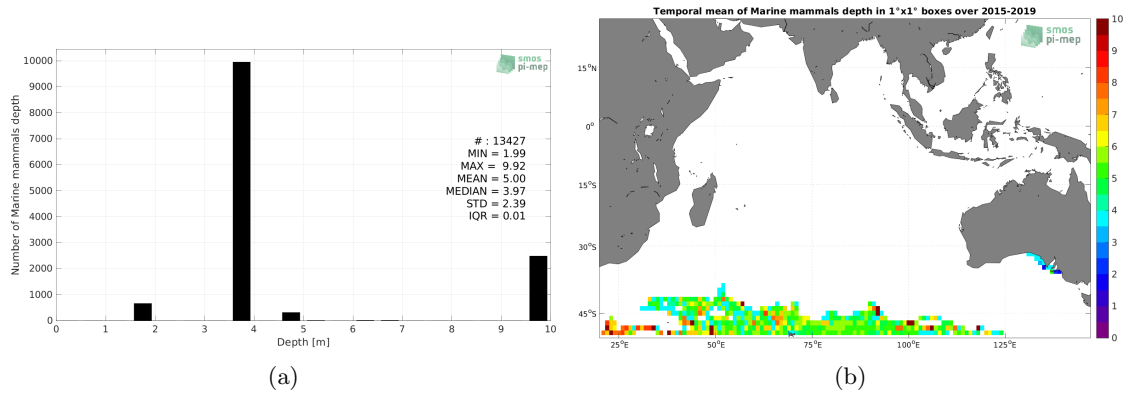 smos
pi-mep
10000
9000
8000
7000
6000
5000
4000
3000
2000
1000
0
Number of Marine mammals depth
# : 13427
MIN = 1.99
MAX = 9.92
MEAN = 5.00
MEDIAN = 3.97
STD = 2.39
IQR = 0.01
0 1 2 3 4 5 6 7 8 9 10
Depth [m]
(a)
Temporal mean of Marine mammals depth in 1°x1° boxes over 2015-2019
smos
pi-mep
15°N
0°
15°S
30°S
45°S
25°E 50°E 75°E 100°E 125°E
10
9
8
7
6
5
4
3
2
1
0
(b)